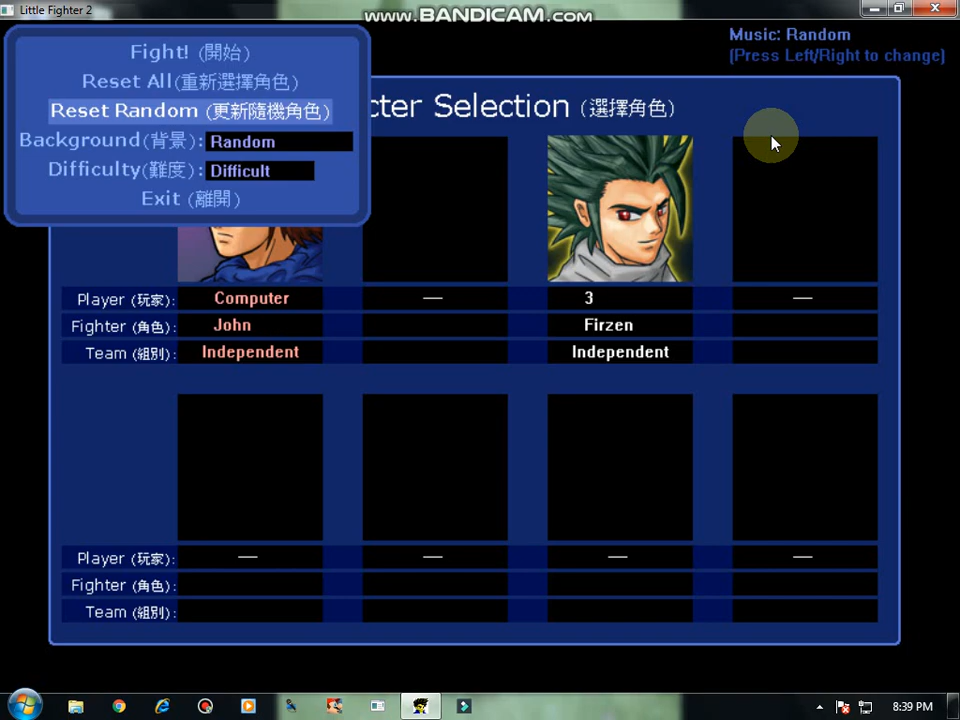 Little Fighter 2
www.BANDICAM.com
Fight! (開始)
Reset All(重新選擇角色)
Reset Random (更新隨機角色)
Background(背景): Random
Difficulty(難度): Difficult
Exit (離開)
Music: Random
(Press Left/Right to change)
cter Selection (選擇角色)
Player (玩家): Computer — 3 —
Fighter (角色): John Firzen
Team (組別): Independent Independent
Player (玩家): — — — —
Fighter (角色):
Team (組別):
8:39 PM